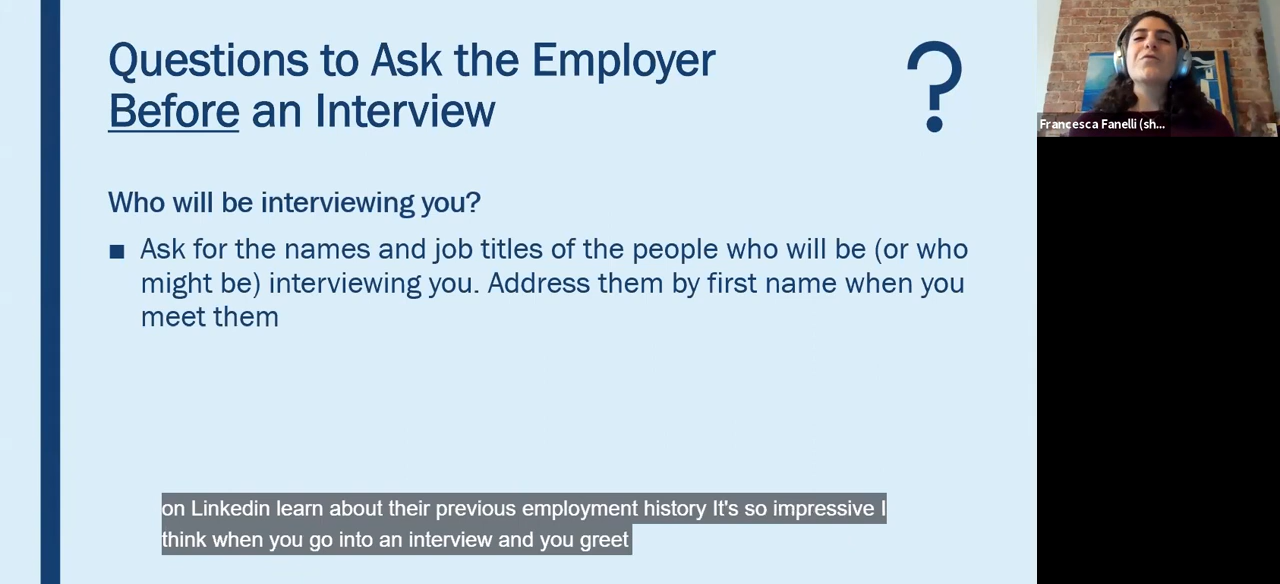 Questions to Ask the Employer
Before an Interview
?
Who will be interviewing you?
■ Ask for the names and job titles of the people who will be (or who
might be) interviewing you. Address them by first name when you
meet them
on Linkedin learn about their previous employment history It's so impressive I
think when you go into an interview and you greet
Francesca Fanelli (sh...